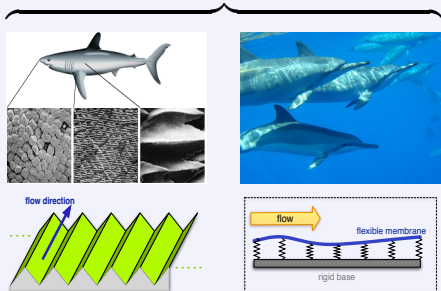 flow direction
flow
flexible membrane
rigid base